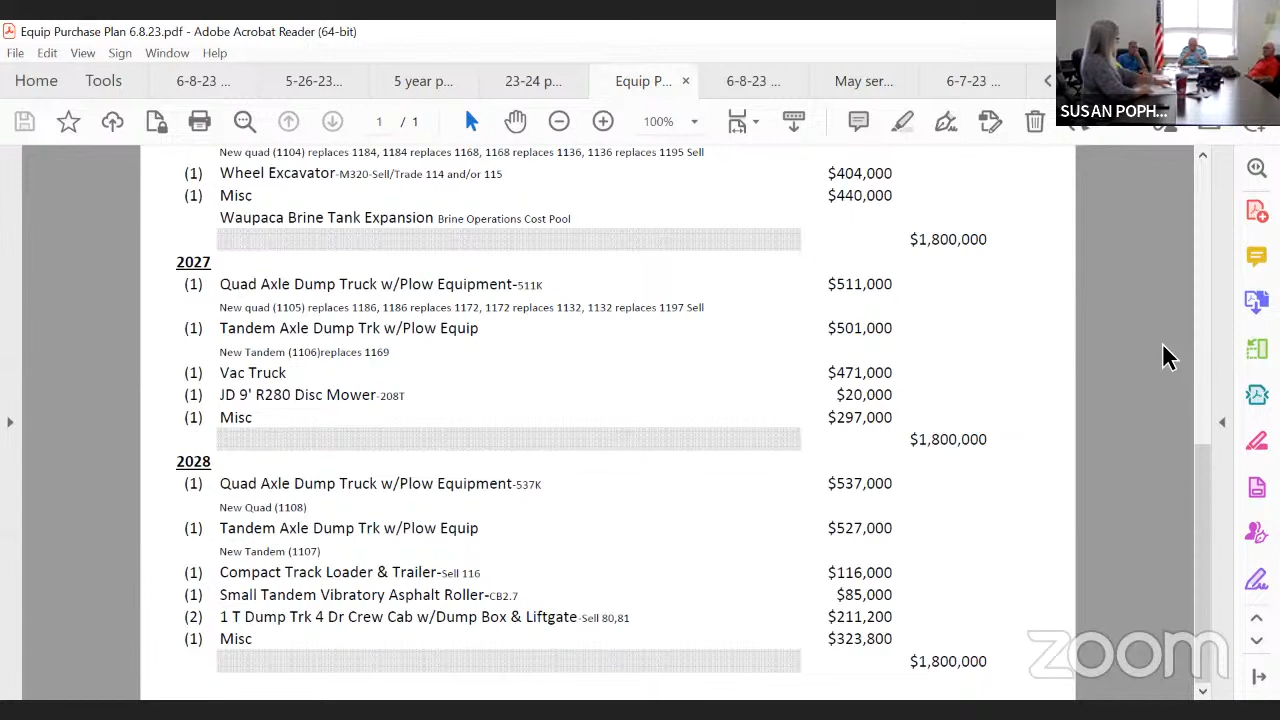 Equip Purchase Plan 6.8.23.pdf - Adobe Acrobat Reader (64-bit)
File Edit View Sign Window Help
Home Tools 6-8-23 ... 5-26-23... 5 year p... 23-24 p... Equip P... × 6-8-23 ... May ser... 6-7-23 ...
1 / 1 100%
SUSAN POPH...
New quad (1104) replaces 1184, 1184 replaces 1168, 1168 replaces 1136, 1136 replaces 1195 Sell
(1) Wheel Excavator-M320-Sell/Trade 114 and/or 115 $404,000
(1) Misc $440,000
Waupaca Brine Tank Expansion Brine Operations Cost Pool
$1,800,000
2027
(1) Quad Axle Dump Truck w/Plow Equipment-511K $511,000
New quad (1105) replaces 1186, 1186 replaces 1172, 1172 replaces 1132, 1132 replaces 1197 Sell
(1) Tandem Axle Dump Trk w/Plow Equip $501,000
New Tandem (1106)replaces 1169
(1) Vac Truck $471,000
(1) JD 9' R280 Disc Mower-208T $20,000
(1) Misc $297,000
$1,800,000
2028
(1) Quad Axle Dump Truck w/Plow Equipment-537K $537,000
New Quad (1108)
(1) Tandem Axle Dump Trk w/Plow Equip $527,000
New Tandem (1107)
(1) Compact Track Loader & Trailer-Sell 116 $116,000
(1) Small Tandem Vibratory Asphalt Roller-CB2.7 $85,000
(2) 1 T Dump Trk 4 Dr Crew Cab w/Dump Box & Liftgate-Sell 80,81 $211,200
(1) Misc $323,800
$1,800,000
zoom